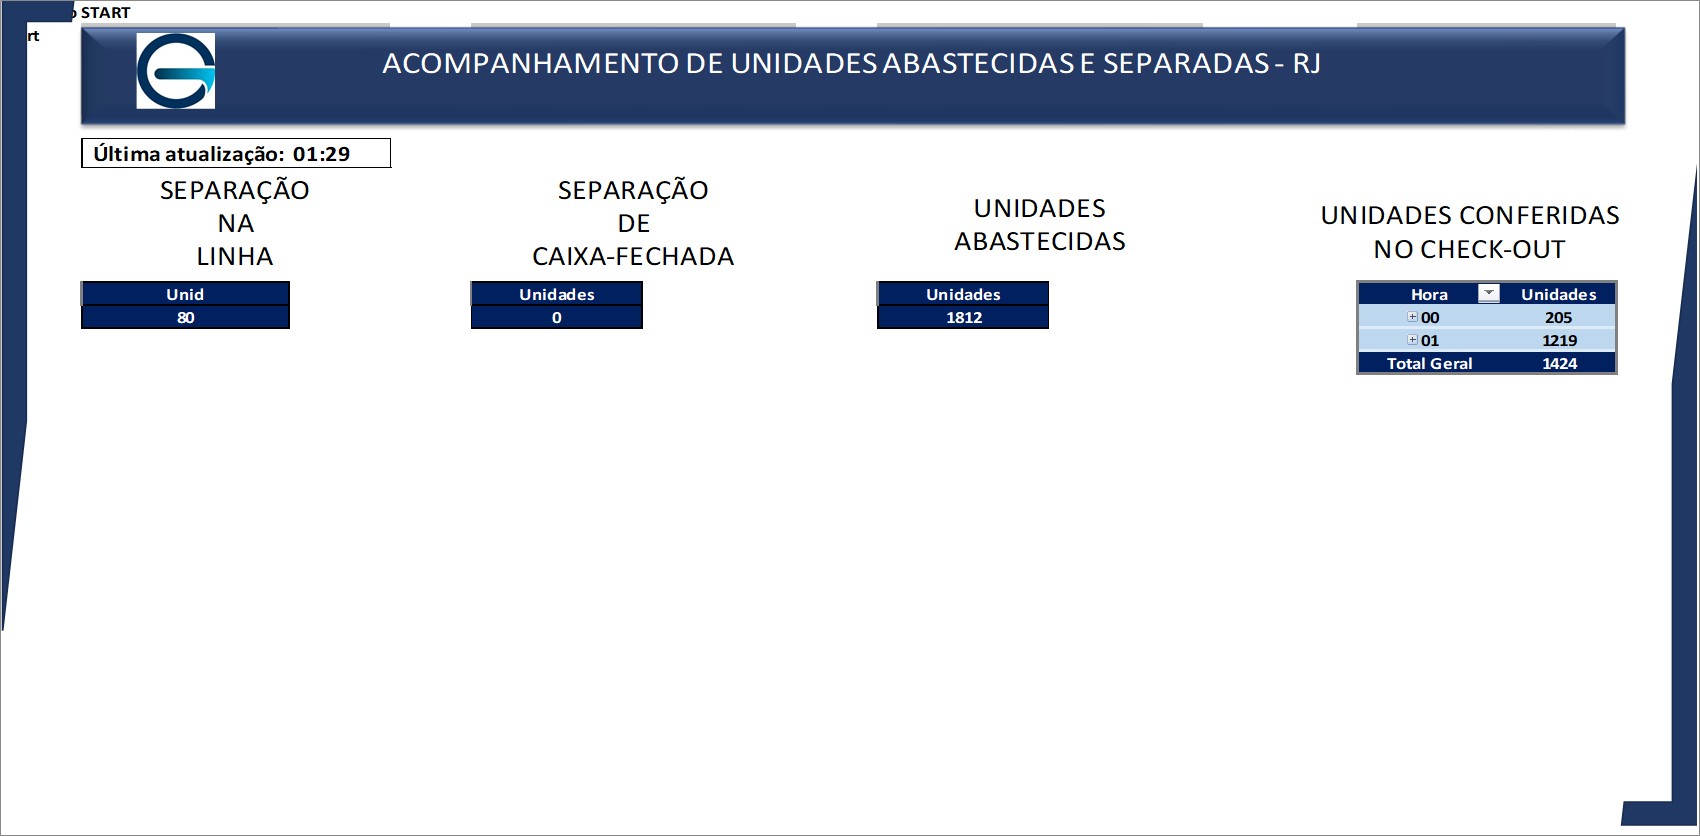 START
rt
ACOMPANHAMENTO DE UNIDADES ABASTECIDAS E SEPARADAS - RJ
Última atualização: 01:29
SEPARAÇÃO
NA
LINHA
Unid
80
SEPARAÇÃO
DE
CAIXA-FECHADA
Unidades
0
UNIDADES
ABASTECIDAS
Unidades
1812
UNIDADES CONFERIDAS
NO CHECK-OUT
Hora Unidades
00 205
01 1219
Total Geral 1424